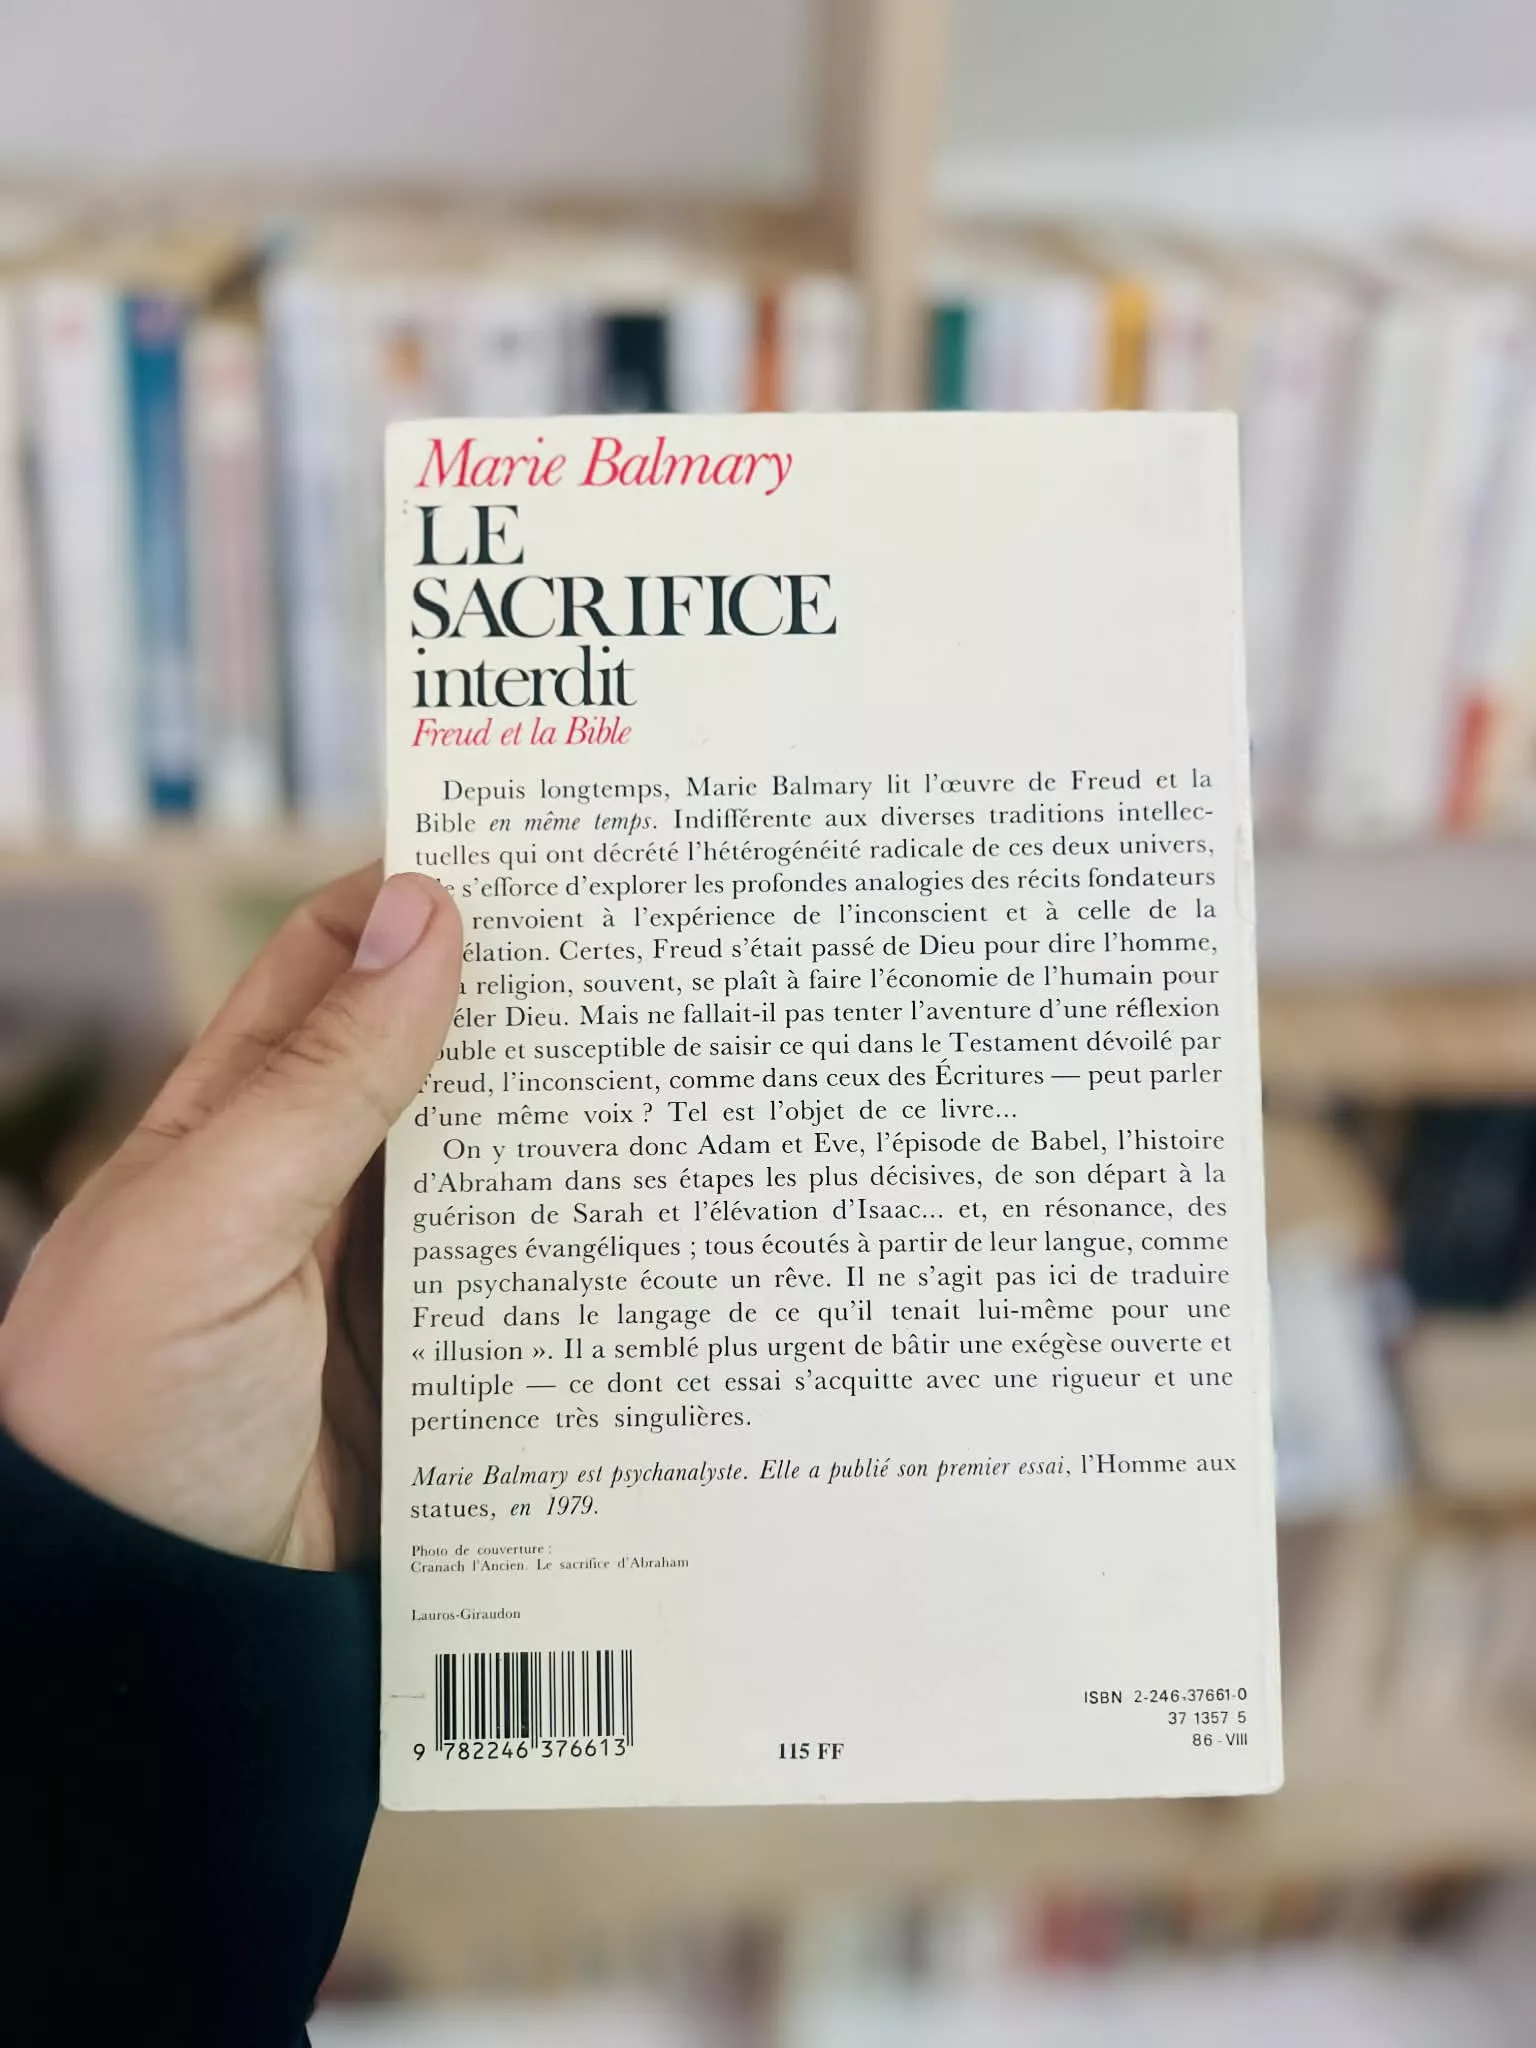 Marie Balmary
LE
SACRIFICE
interdit
Freud et la Bible
Depuis longtemps, Marie Balmary lit l'œuvre de Freud et la
Bible en même temps. Indifférente aux diverses traditions intellec-
tuelles qui ont décrété l'hétérogénéité radicale de ces deux univers,
s'efforce d'explorer les profondes analogies des récits fondateurs
renvoient à l'expérience de l'inconscient et à celle de la
élation. Certes, Freud s'était passé de Dieu pour dire l'homme,
religion, souvent, se plaît à faire l'économie de l'humain pour
éler Dieu. Mais ne fallait-il pas tenter l'aventure d'une réflexion
ouble et susceptible de saisir ce qui dans le Testament dévoilé par
Freud, l'inconscient, comme dans ceux des Écritures — peut parler
d'une même voix ? Tel est l'objet de ce livre...
On y trouvera donc Adam et Eve, l'épisode de Babel, l'histoire
d'Abraham dans ses étapes les plus décisives, de son départ à la
guérison de Sarah et l'élévation d'Isaac... et, en résonance, des
passages évangéliques ; tous écoutés à partir de leur langue, comme
un psychanalyste écoute un rêve. Il ne s'agit pas ici de traduire
Freud dans le langage de ce qu'il tenait lui-même pour une
« illusion ». Il a semblé plus urgent de bâtir une exégèse ouverte et
multiple — ce dont cet essai s'acquitte avec une rigueur et une
pertinence très singulières.
Marie Balmary est psychanalyste. Elle a publié son premier essai, l'Homme aux
statues, en 1979.
Photo de couverture :
Cranach l'Ancien. Le sacrifice d'Abraham
Lauros-Giraudon
9 782246 376613
115 FF
ISBN 2-246-37661-0
37 1357 5
86 - VIII